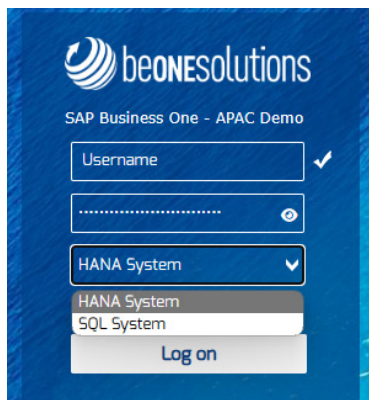 beonesolutions
SAP Business One - APAC Demo
Username
HANA System
HANA System
SQL System
Log on